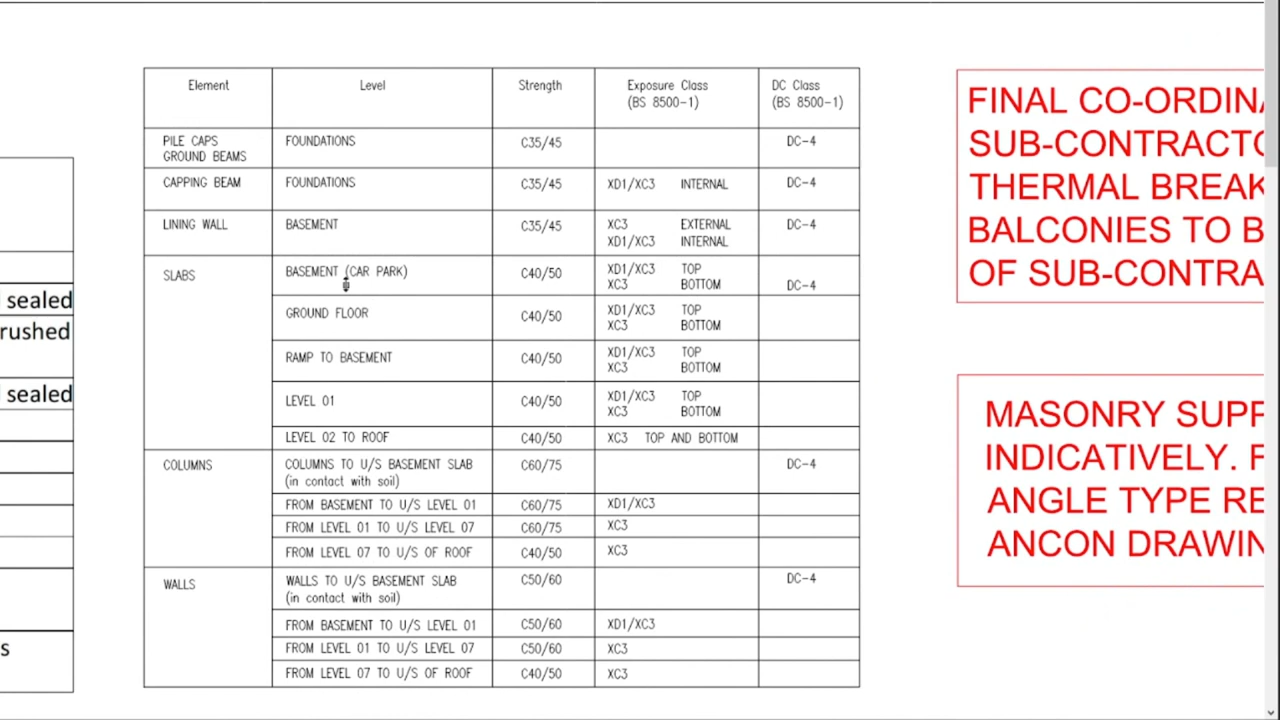 Element Level Strength Exposure Class DC Class
(BS 8500-1) (BS 8500-1)
PILE CAPS FOUNDATIONS C35/45 DC-4
GROUND BEAMS
CAPPING BEAM FOUNDATIONS C35/45 XD1/XC3 INTERNAL DC-4
LINING WALL BASEMENT C35/45 XC3 EXTERNAL DC-4
XD1/XC3 INTERNAL
SLABS BASEMENT (CAR PARK) C40/50 XD1/XC3 TOP
XC3 BOTTOM DC-4
GROUND FLOOR C40/50 XD1/XC3 TOP
XC3 BOTTOM
RAMP TO BASEMENT C40/50 XD1/XC3 TOP
XC3 BOTTOM
LEVEL 01 C40/50 XD1/XC3 TOP
XC3 BOTTOM
LEVEL 02 TO ROOF C40/50 XC3 TOP AND BOTTOM
COLUMNS COLUMNS TO U/S BASEMENT SLAB C60/75 DC-4
(in contact with soil)
FROM BASEMENT TO U/S LEVEL 01 C60/75 XD1/XC3
FROM LEVEL 01 TO U/S LEVEL 07 C60/75 XC3
FROM LEVEL 07 TO U/S OF ROOF C40/50 XC3
WALLS WALLS TO U/S BASEMENT SLAB C50/60 DC-4
(in contact with soil)
FROM BASEMENT TO U/S LEVEL 01 C50/60 XD1/XC3
FROM LEVEL 01 TO U/S LEVEL 07 C50/60 XC3
FROM LEVEL 07 TO U/S OF ROOF C40/50 XC3
sealed
rushed
sealed
s
FINAL CO-ORDINA
SUB-CONTRACTO
THERMAL BREAK
BALCONIES TO B
OF SUB-CONTRA
MASONRY SUPP
INDICATIVELY. F
ANGLE TYPE RE
ANCON DRAWIN